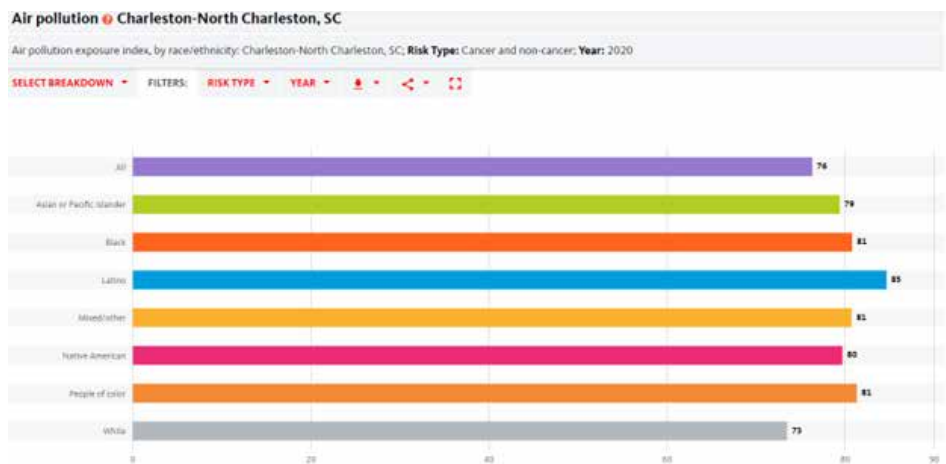 Air pollution ? Charleston-North Charleston, SC
Air pollution exposure index, by race/ethnicity: Charleston-North Charleston, SC; Risk Type: Cancer and non-cancer; Year: 2020
SELECT BREAKDOWN FILTERS: RISK TYPE YEAR
All 76
Asian or Pacific Islander 79
Black 81
Latino 85
Mixed/other 81
Native American 80
People of color 81
White 73
0 20 40 60 80 90